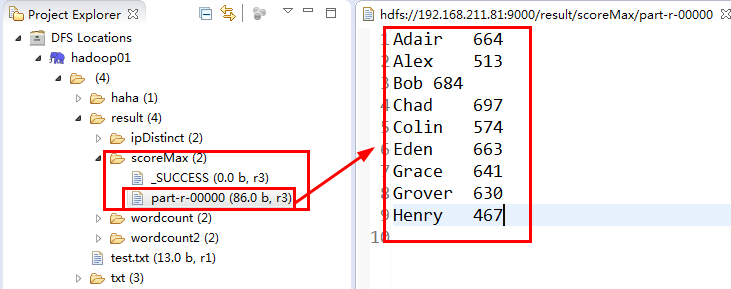 Project Explorer
DFS Locations
hadoop01
(4)
haha (1)
result (4)
ipDistinct (2)
scoreMax (2)
_SUCCESS (0.0 b, r3)
part-r-00000 (86.0 b, r3)
wordcount (2)
wordcount2 (2)
test.txt (13.0 b, r1)
txt (3)
hdfs://192.168.211.81:9000/result/scoreMax/part-r-00000
1 Adair 664
2 Alex 513
3 Bob 684
4 Chad 697
5 Colin 574
6 Eden 663
7 Grace 641
8 Grover 630
9 Henry 467
10